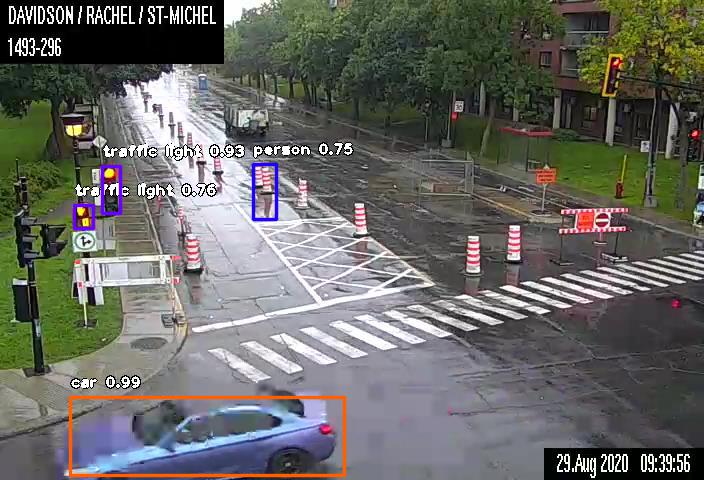 DAVIDSON / RACHEL / ST-MICHEL
1493-296
traffic light 0.93
person 0.75
traffic light 0.76
car 0.99
29.Aug 2020 09:39:56